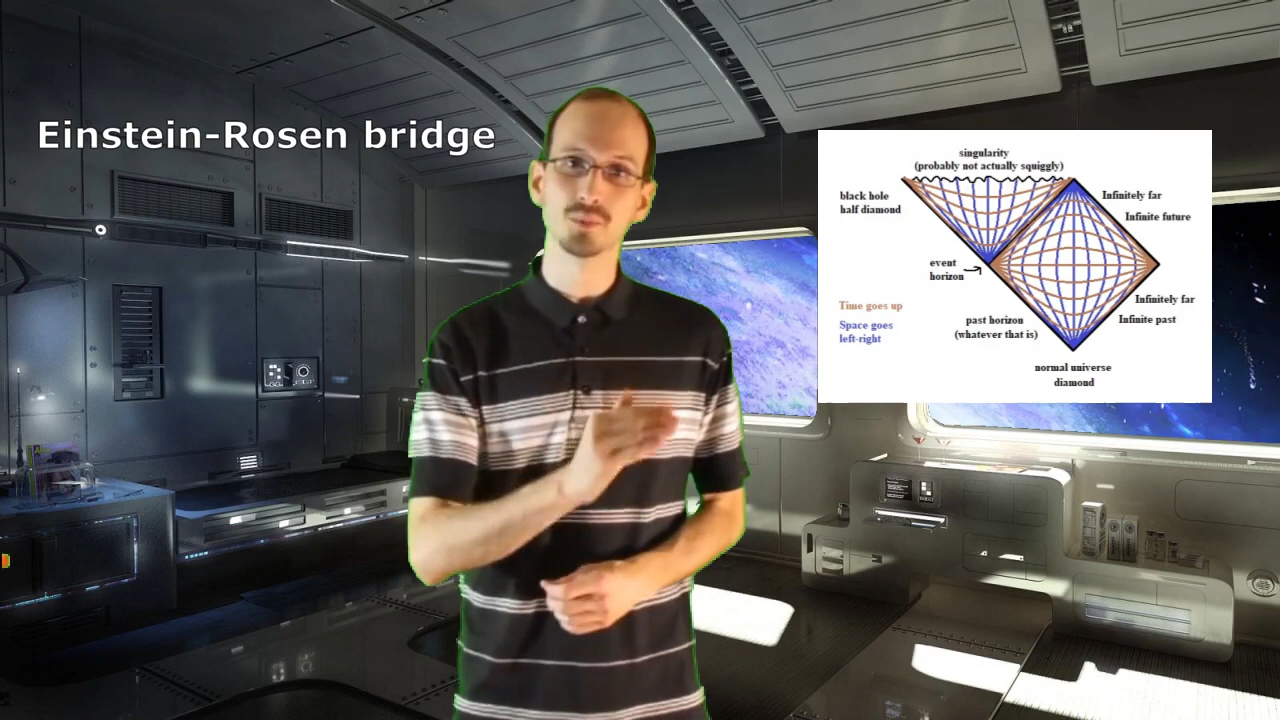 Einstein-Rosen bridge
singularity
(probably not actually squiggly)
black hole
half diamond
Infinitely far
Infinite future
event
horizon
Time goes up
Space goes
left-right
past horizon
(whatever that is)
Infinitely far
Infinite past
normal universe
diamond